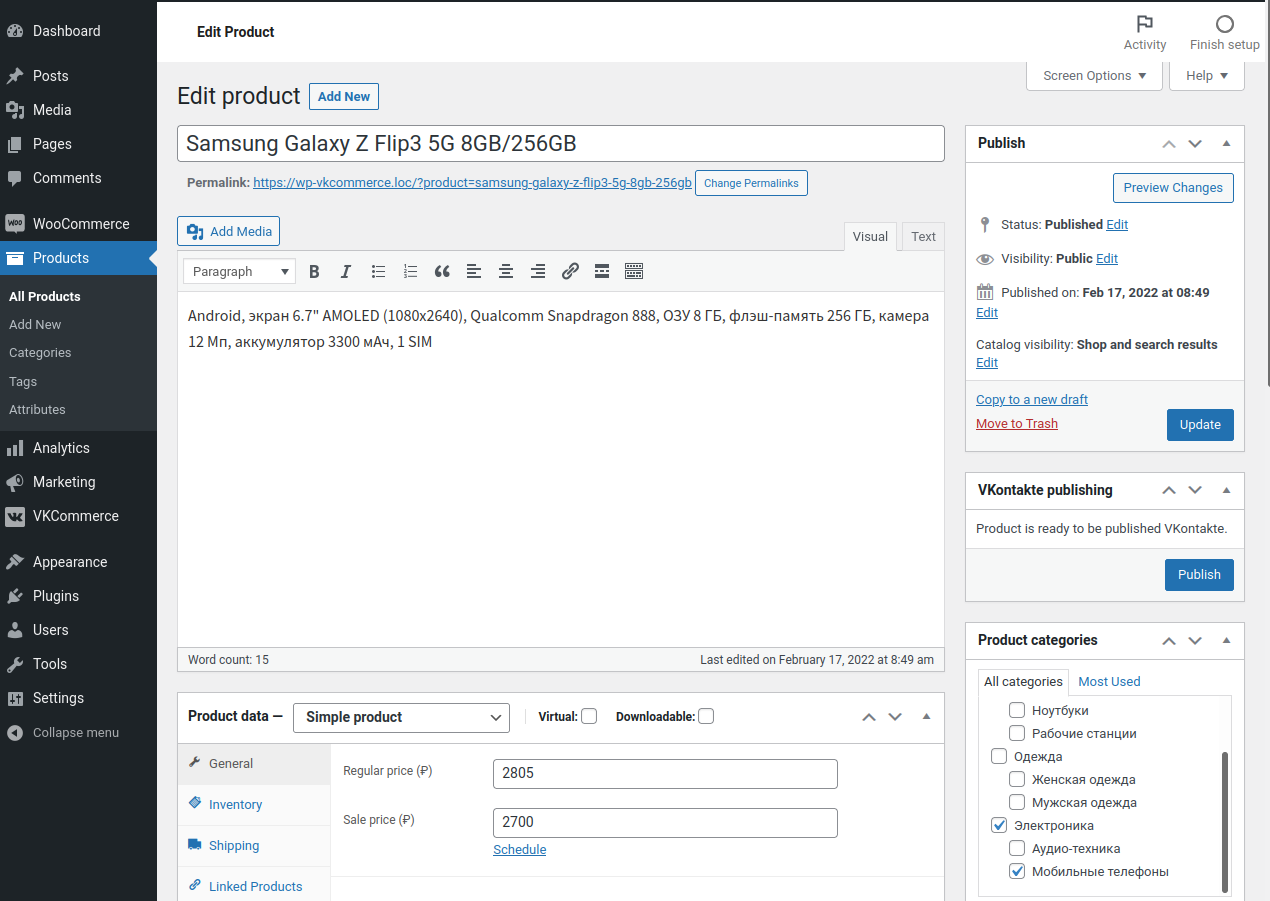 Dashboard
Posts
Media
Pages
Comments
WOO
WooCommerce
Products
All Products
Add New
Categories
Tags
Attributes
Analytics
Marketing
VKCommerce
Appearance
Plugins
Users
Tools
Settings
Collapse menu
Edit Product
Activity
Finish setup
Screen Options
Help
Edit product
Add New
Samsung Galaxy Z Flip3 5G 8GB/256GB
Permalink: https://wp-vkcommerce.loc/?product=samsung-galaxy-z-flip3-5g-8gb-256gb Change Permalinks
Add Media
Visual
Text
Paragraph
B I
Android, экран 6.7" AMOLED (1080x2640), Qualcomm Snapdragon 888, ОЗУ 8 ГБ, флэш-память 256 ГБ, камера
12 Мп, аккумулятор 3300 мАч, 1 SIM
Word count: 15
Last edited on February 17, 2022 at 8:49 am
Product data —
Simple product
Virtual:
Downloadable:
General
Inventory
Shipping
Linked Products
Regular price (₽)
2805
Sale price (₽)
2700
Schedule
Publish
Preview Changes
Status: Published Edit
Visibility: Public Edit
Published on: Feb 17, 2022 at 08:49
Edit
Catalog visibility: Shop and search results
Edit
Copy to a new draft
Move to Trash
Update
VKontakte publishing
Product is ready to be published VKontakte.
Publish
Product categories
All categories
Most Used
Ноутбуки
Рабочие станции
Одежда
Женская одежда
Мужская одежда
Электроника
Аудио-техника
Мобильные телефоны